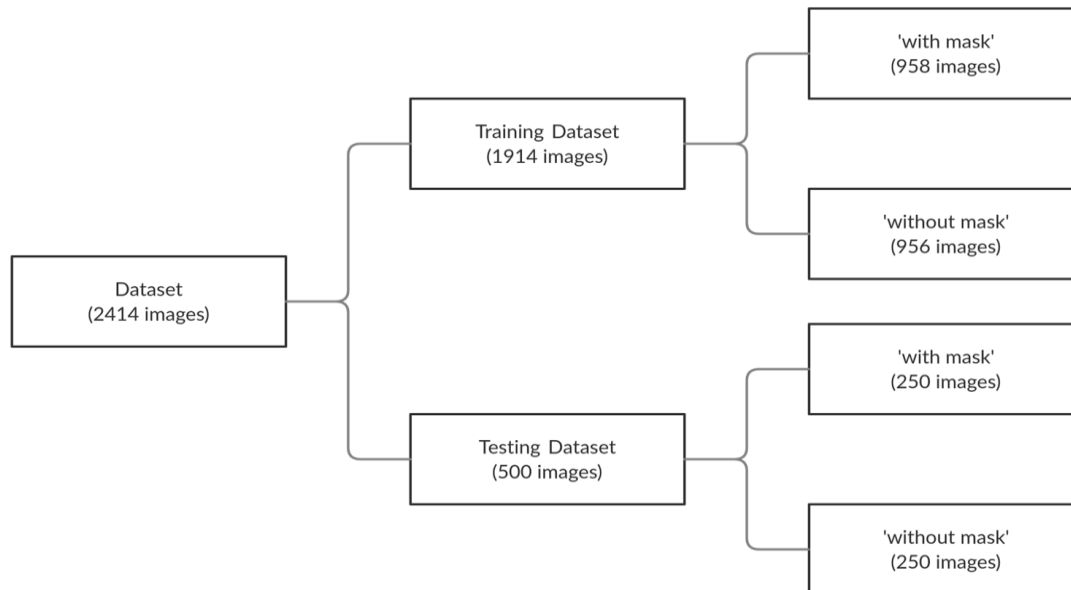 Dataset
(2414 images)
Training Dataset
(1914 images)
'with mask'
(958 images)
'without mask'
(956 images)
Testing Dataset
(500 images)
'with mask'
(250 images)
'without mask'
(250 images)